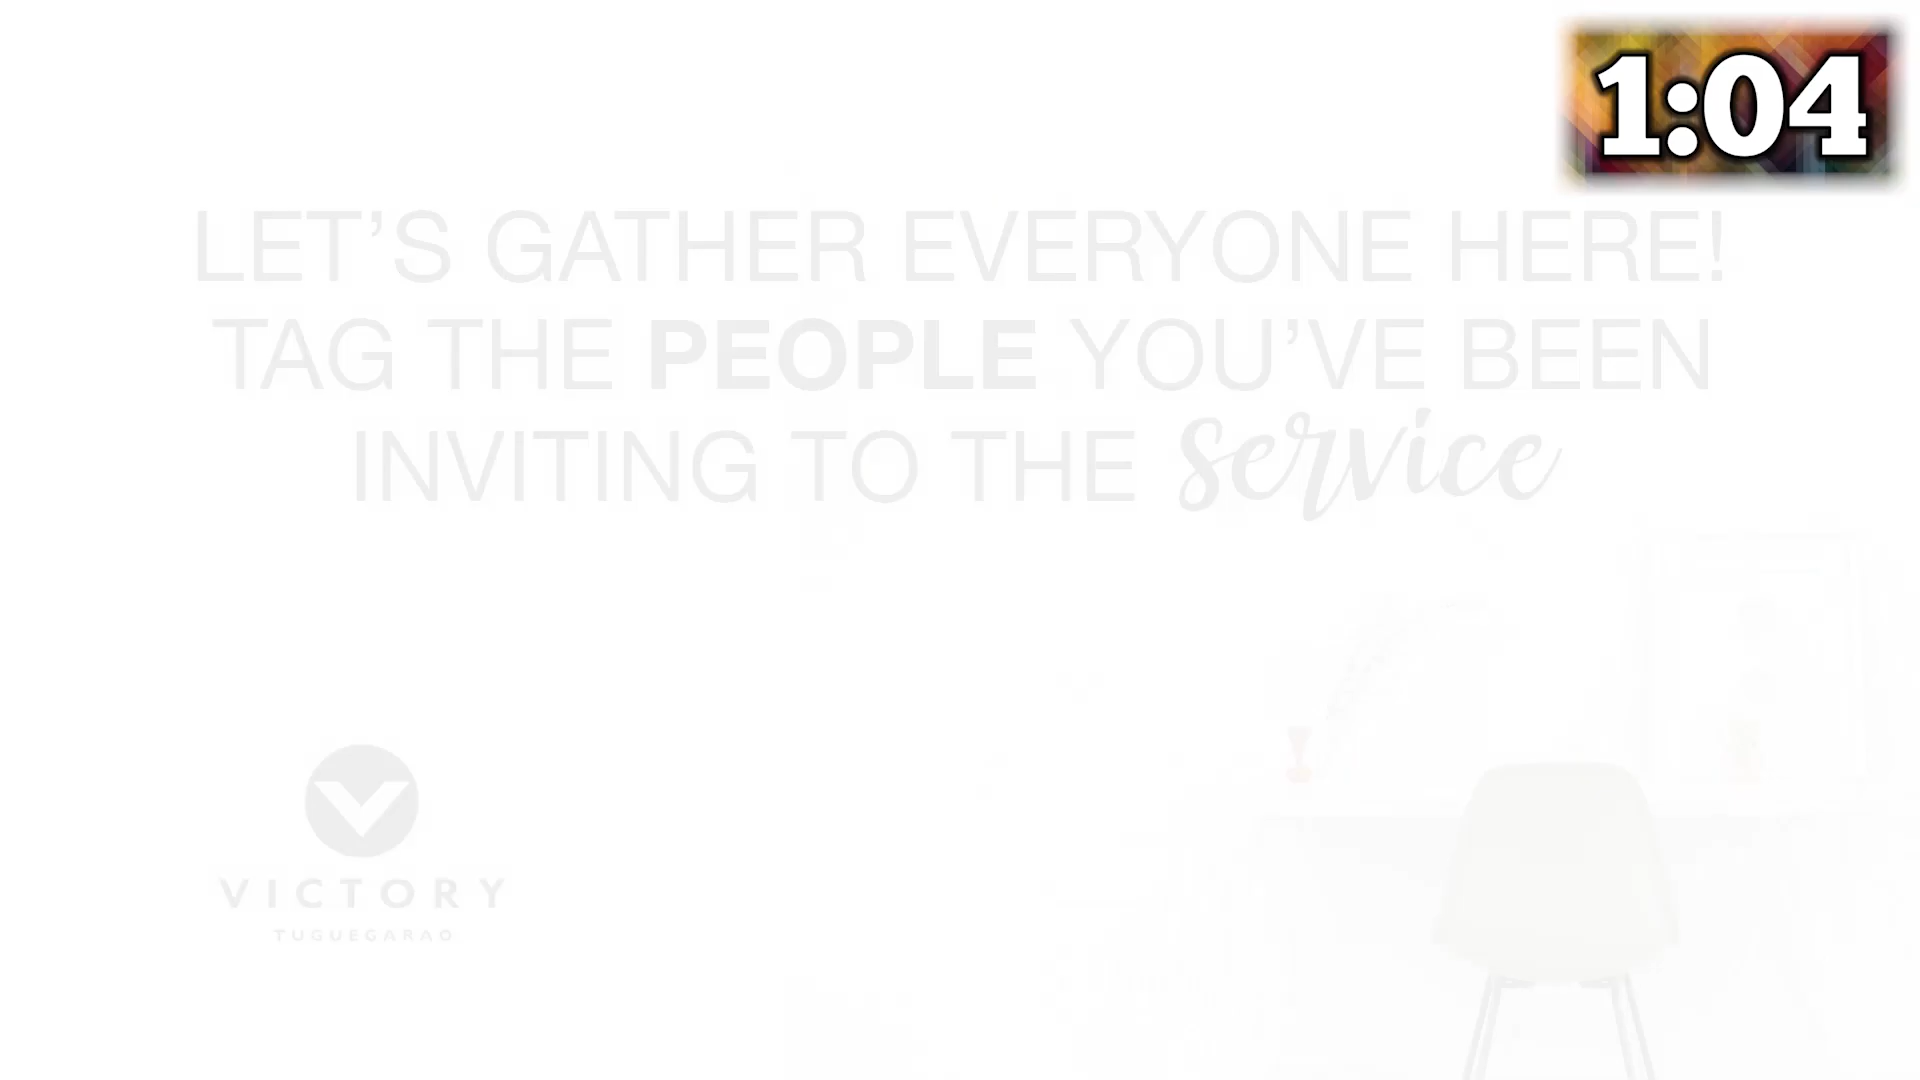 1:04
LET’S GATHER EVERYONE HERE!
TAG THE PEOPLE YOU’VE BEEN
INVITING TO THE service
VICTORY
TUGUEGARAO